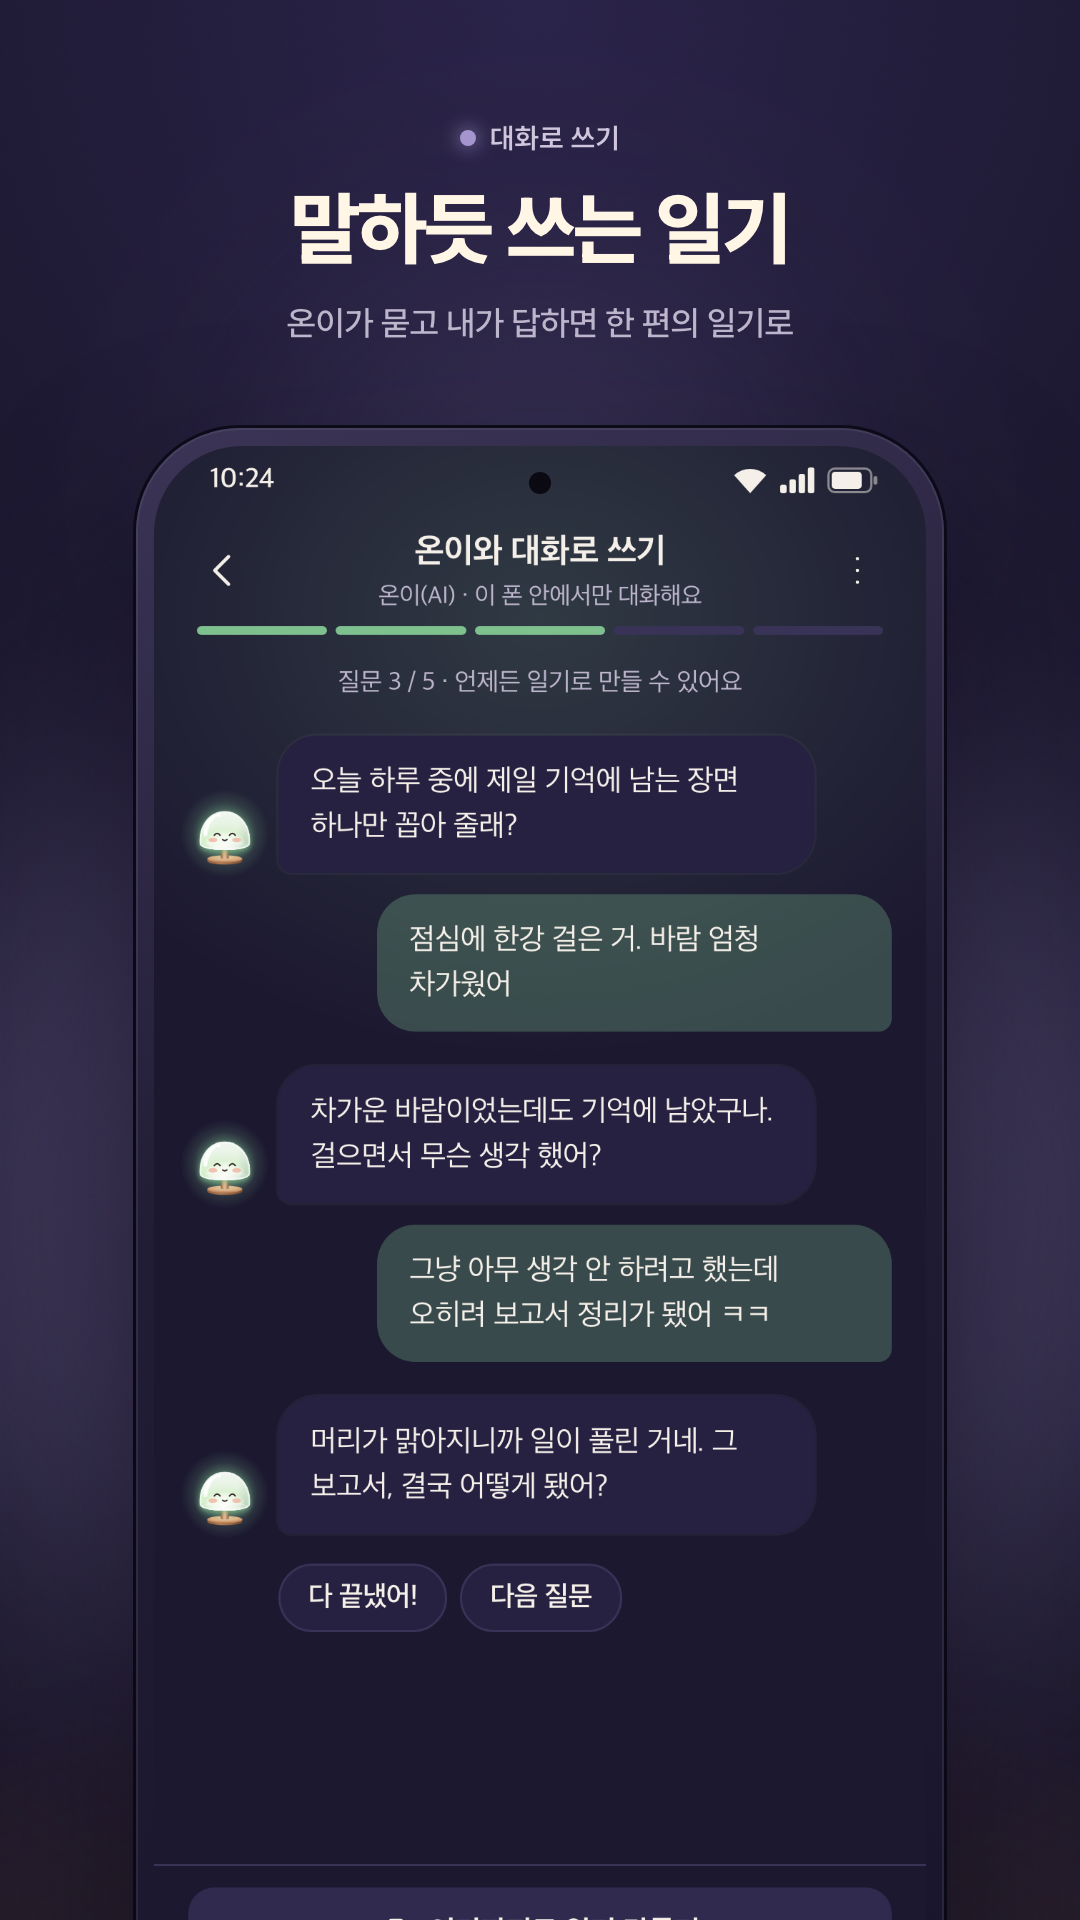 대화로 쓰기
말하듯 쓰는 일기
온이가 묻고 내가 답하면 한 편의 일기로
10:24
온이와 대화로 쓰기
온이(AI) · 이 폰 안에서만 대화해요
질문 3 / 5 · 언제든 일기로 만들 수 있어요
오늘 하루 중에 제일 기억에 남는 장면
하나만 꼽아 줄래?
점심에 한강 걸은 거. 바람 엄청
차가웠어
차가운 바람이었는데도 기억에 남았구나.
걸으면서 무슨 생각 했어?
그냥 아무 생각 안 하려고 했는데
오히려 보고서 정리가 됐어 ㅋㅋ
머리가 맑아지니까 일이 풀린 거네. 그
보고서, 결국 어떻게 됐어?
다 끝냈어!
다음 질문